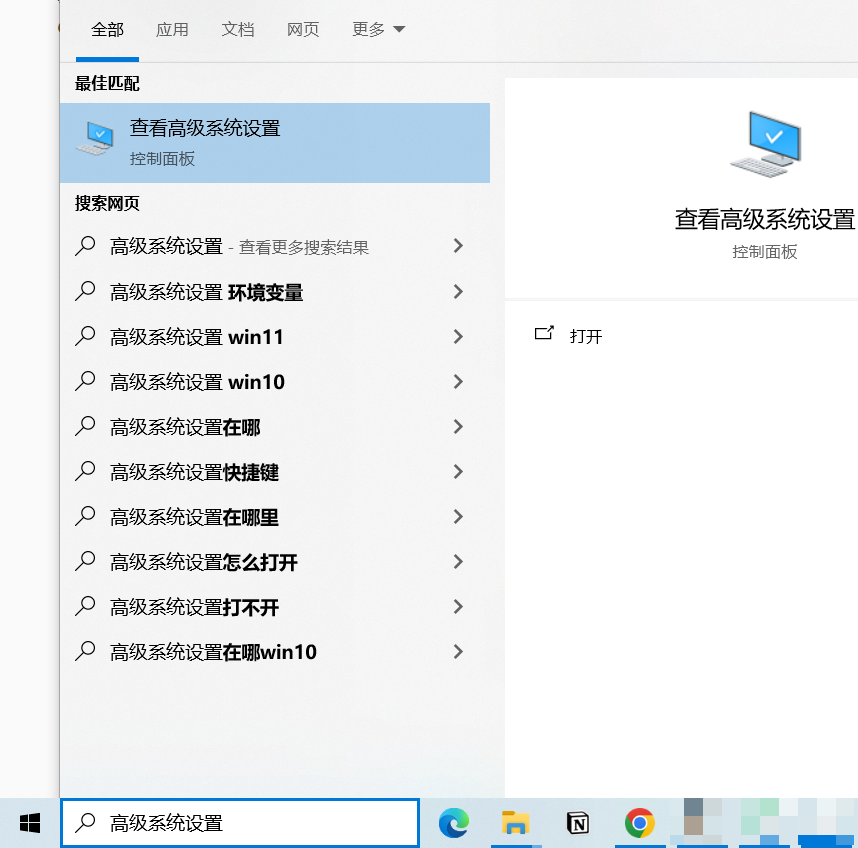 全部 应用 文档 网页 更多
最佳匹配
查看高级系统设置
控制面板
搜索网页
高级系统设置 - 查看更多搜索结果
高级系统设置 环境变量
高级系统设置 win11
高级系统设置 win10
高级系统设置在哪
高级系统设置快捷键
高级系统设置在哪里
高级系统设置怎么打开
高级系统设置打不开
高级系统设置在哪win10
查看高级系统设置
控制面板
打开
高级系统设置